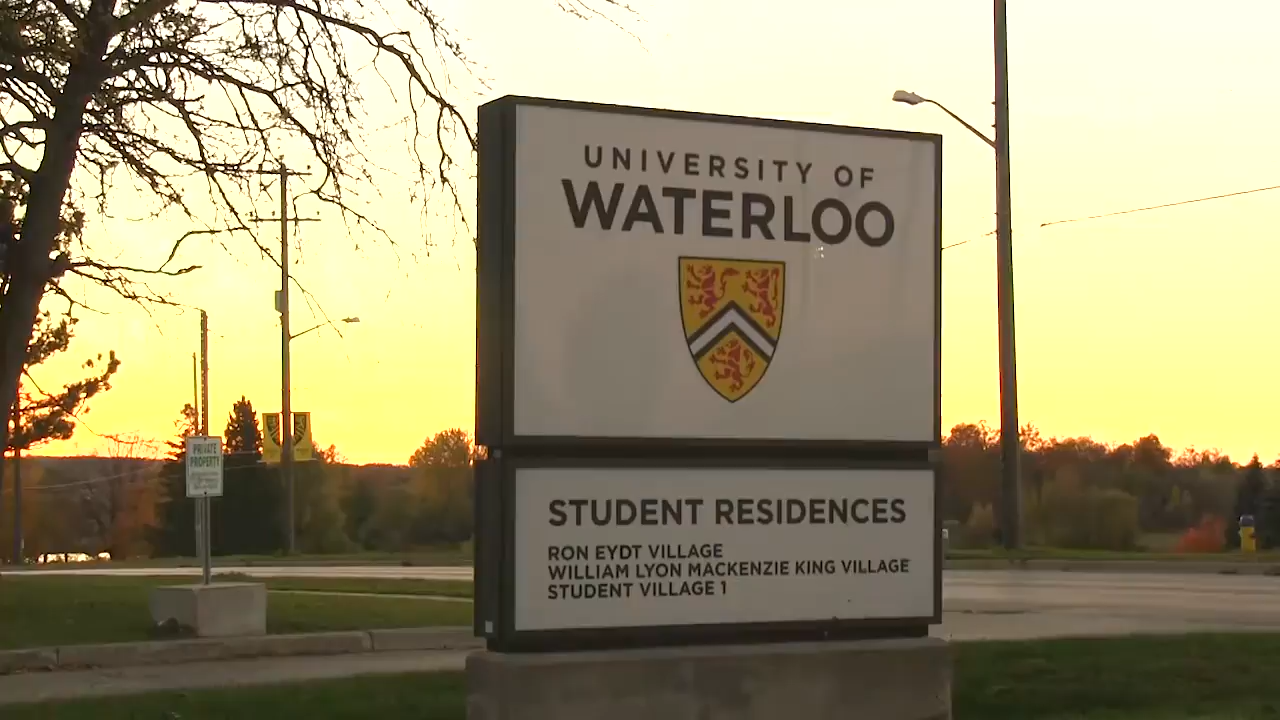 UNIVERSITY OF
WATERLOO
STUDENT RESIDENCES
RON EYDT VILLAGE
WILLIAM LYON MACKENZIE KING VILLAGE
STUDENT VILLAGE 1
PRIVATE
PROPERTY